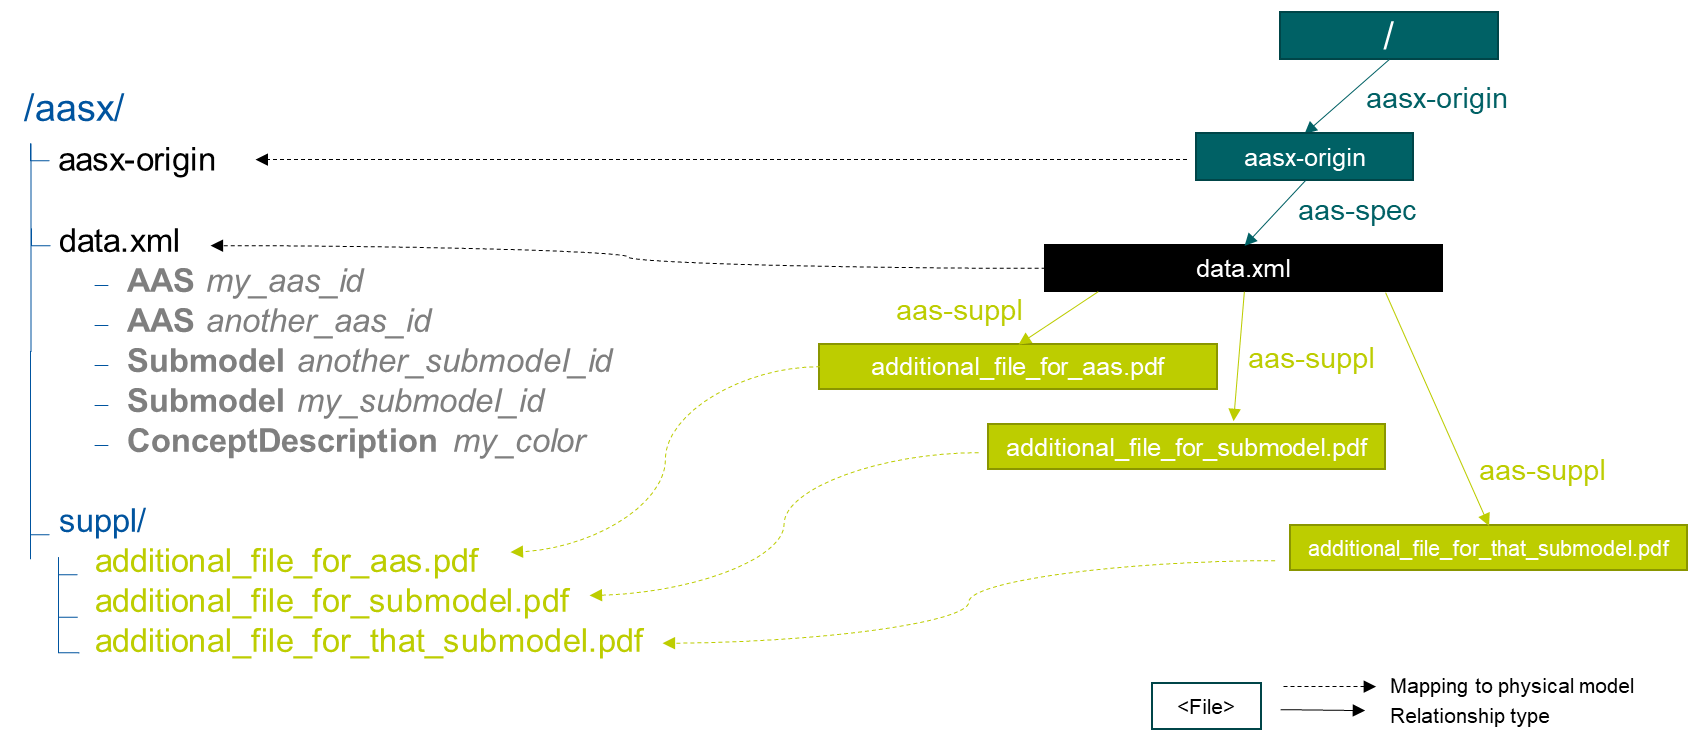 /aasx/
aasx-origin
data.xml
– AAS my_aas_id
– AAS another_aas_id
– Submodel another_submodel_id
– Submodel my_submodel_id
– ConceptDescription my_color
suppl/
additional_file_for_aas.pdf
additional_file_for_submodel.pdf
additional_file_for_that_submodel.pdf
/
aasx-origin
aasx-origin
aas-spec
data.xml
aas-suppl
additional_file_for_aas.pdf
aas-suppl
additional_file_for_submodel.pdf
aas-suppl
additional_file_for_that_submodel.pdf
<File>
Mapping to physical model
Relationship type